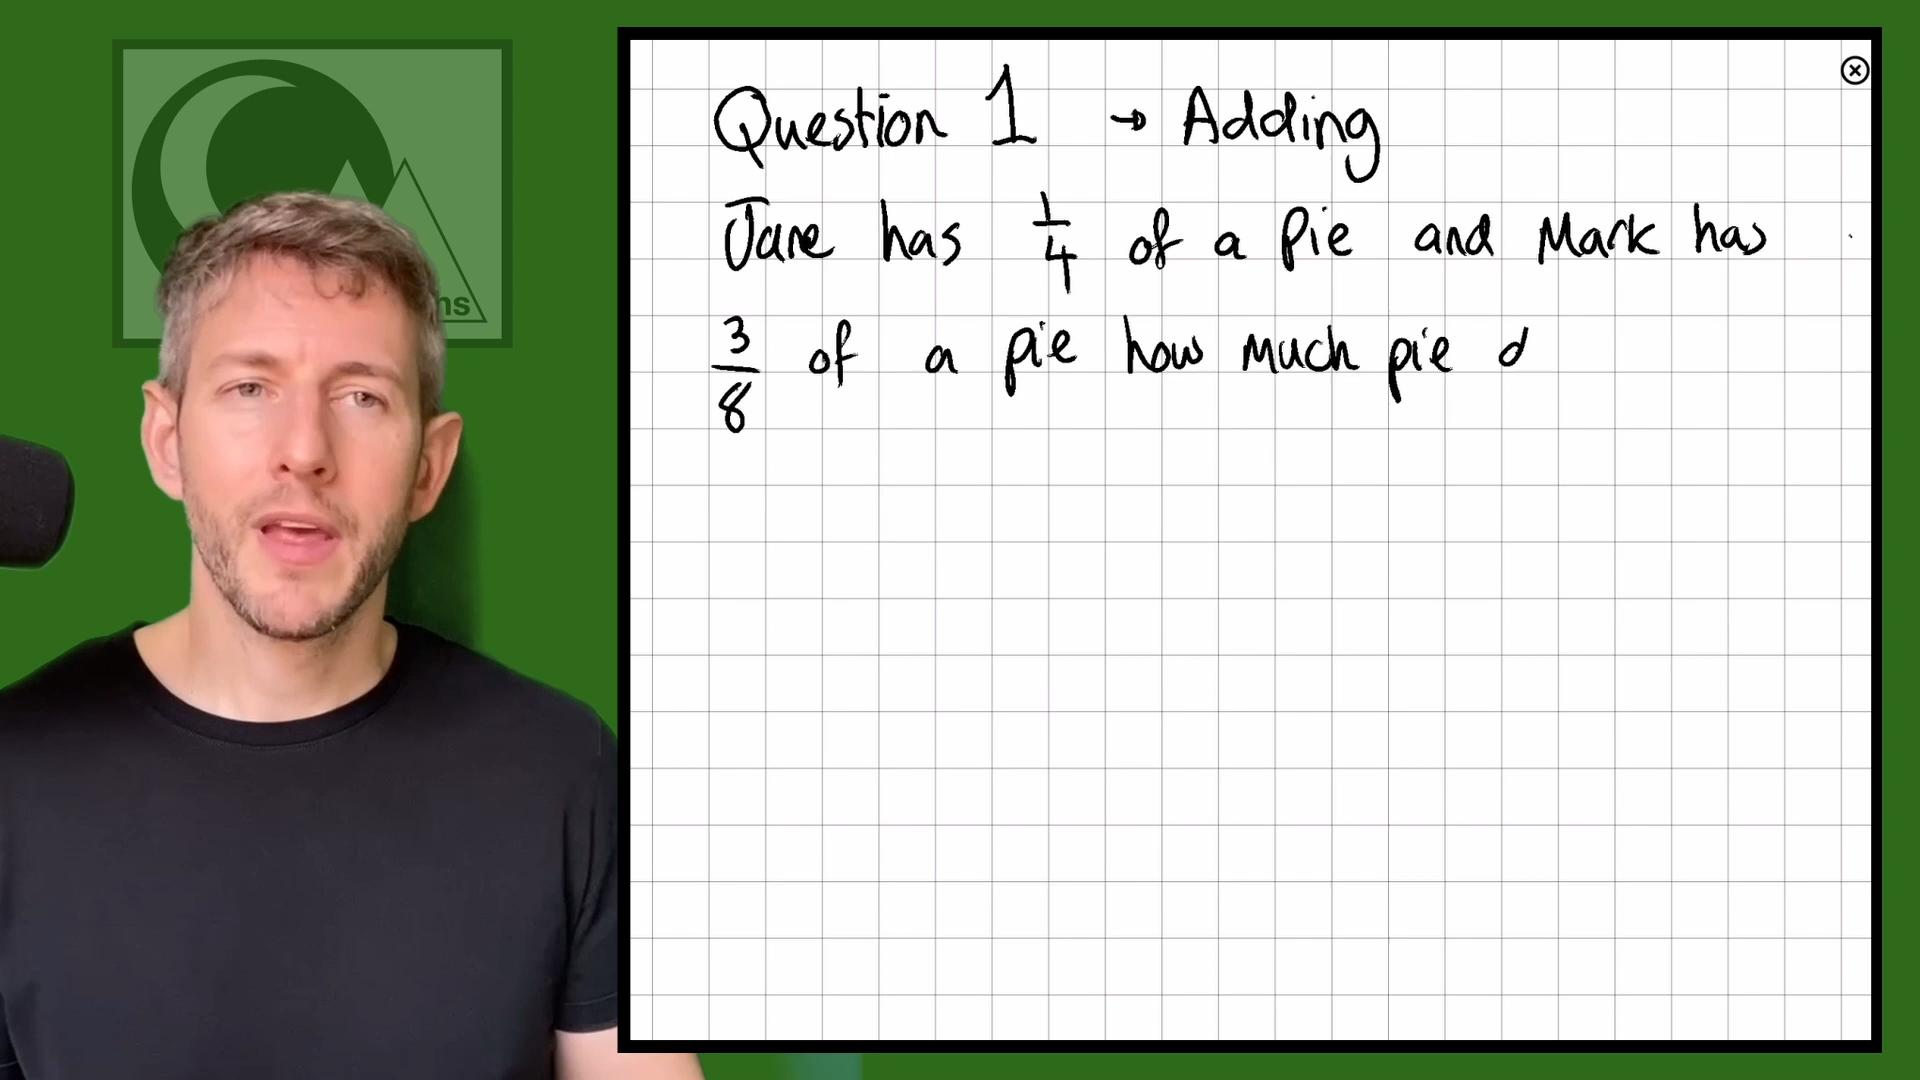 Question 1 → Adding
Jane has 1/4 of a pie and Mark has
3/8 of a pie how much pie d
hs